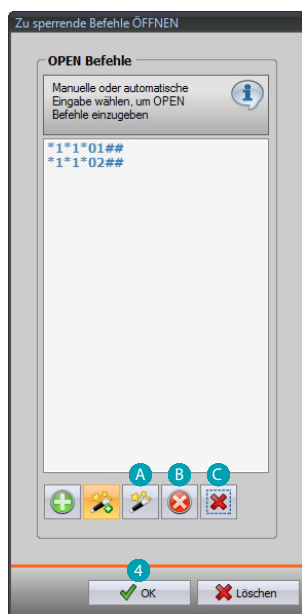 Zu sperrende Befehle ÖFFNEN
OPEN Befehle
Manuelle oder automatische
Eingabe wählen, um OPEN
Befehle einzugeben
*1*1*01##
*1*1*02##
A B C
4
OK Löschen